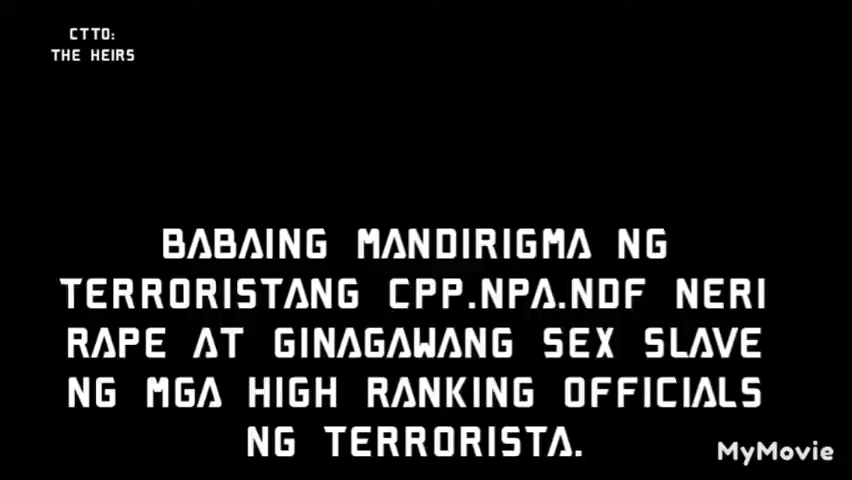 CTTO:
THE HEIRS
BABAING MANDIRIGMA NG
TERRORISTANG CPP.NPA.NDF NERI
RAPE AT GINAGAWANG SEX SLAVE
NG MGA HIGH RANKING OFFICIALS
NG TERRORISTA.
MyMovie